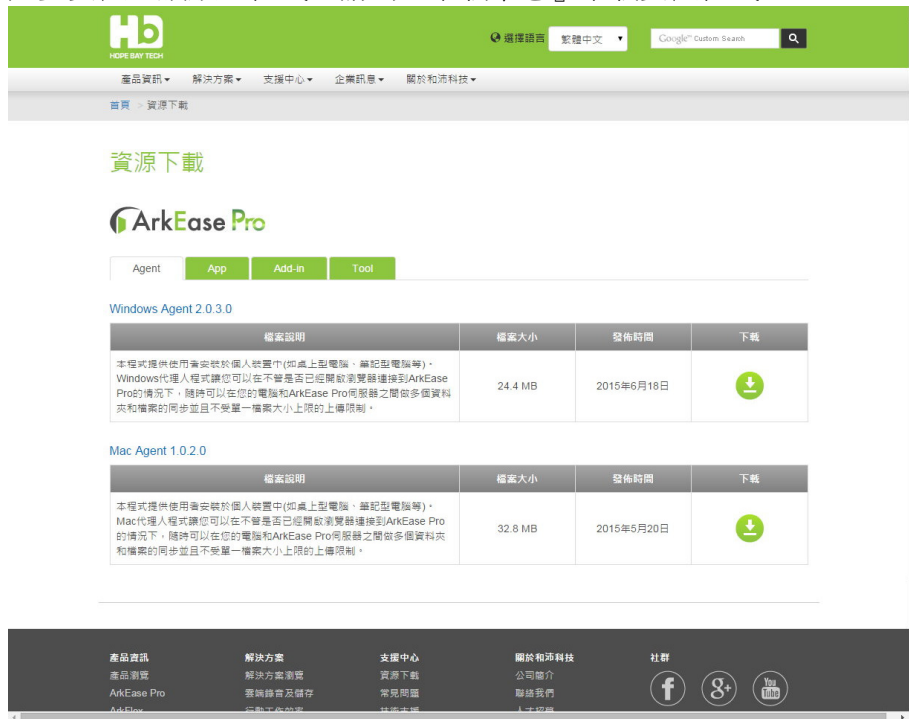 HOPE BAY TECH
選擇語言 繁體中文 Google™ Custom Search
產品資訊 解決方案 支援中心 企業訊息 關於和沛科技
首頁 > 資源下載
資源下載
ArkEase Pro
Agent App Add-in Tool
Windows Agent 2.0.3.0
檔案說明 檔案大小 發佈時間 下載
本程式提供使用者安裝於個人裝置中(如桌上型電腦、筆記型電腦等)。
Windows代理人程式讓您可以在不管是否已經開啟瀏覽器連接到ArkEase
Pro的情況下，隨時可以在您的電腦和ArkEase Pro伺服器之間做多個資料
夾和檔案的同步並且不受單一檔案大小上限的上傳限制。
24.4 MB 2015年6月18日
Mac Agent 1.0.2.0
檔案說明 檔案大小 發佈時間 下載
本程式提供使用者安裝於個人裝置中(如桌上型電腦、筆記型電腦等)。
Mac代理人程式讓您可以在不管是否已經開啟瀏覽器連接到ArkEase Pro
的情況下，隨時可以在您的電腦和ArkEase Pro伺服器之間做多個資料夾
和檔案的同步並且不受單一檔案大小上限的上傳限制。
32.8 MB 2015年5月20日
產品資訊 解決方案 支援中心 關於和沛科技 社群
產品瀏覽 解決方案瀏覽 資源下載 公司簡介
ArkEase Pro 雲端錄音及儲存 常見問題 聯絡我們
ArkFlex 行動工作的家 技術支援 人才招聘
f g+ You Tube